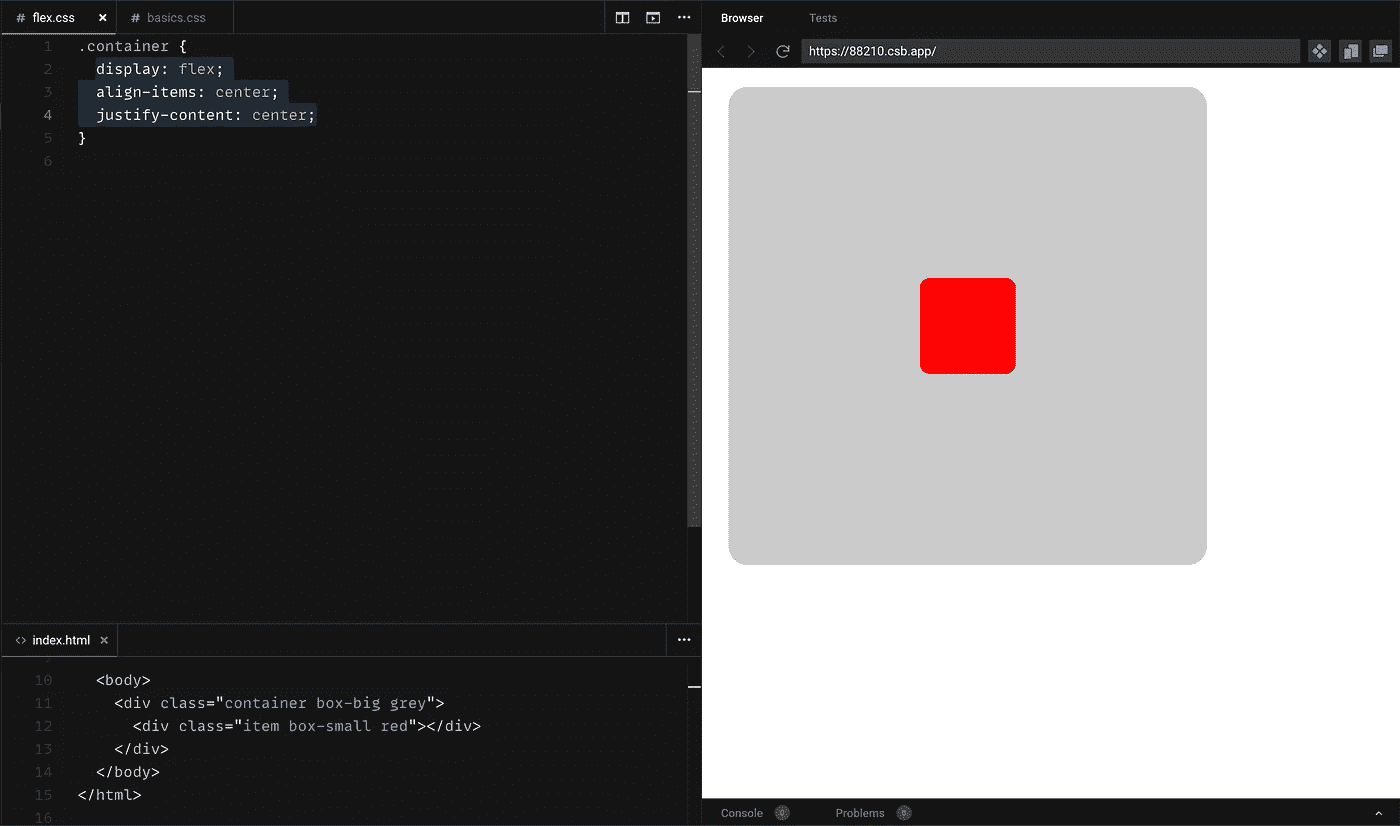 # flex.css × # basics.css
1 .container {
2 display: flex;
3 align-items: center;
4 justify-content: center;
5 }
6
index.html ×
10 <body>
11 <div class="container box-big grey">
12 <div class="item box-small red"></div>
13 </div>
14 </body>
15 </html>
16
Browser Tests
https://88210.csb.app/
Console 0 Problems 0